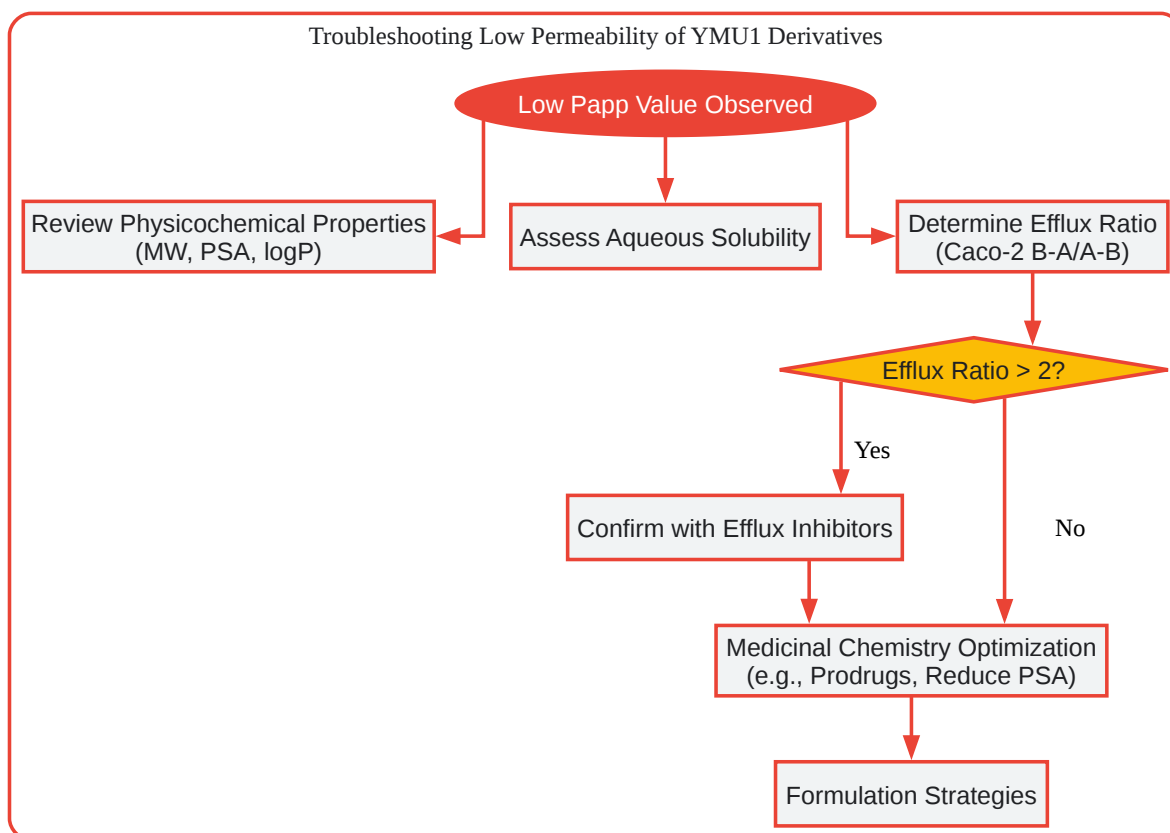 Troubleshooting Low Permeability of YMU1 Derivatives
Low Papp Value Observed
Review Physicochemical Properties
(MW, PSA, logP)
Assess Aqueous Solubility
Determine Efflux Ratio
(Caco-2 B-A/A-B)
Efflux Ratio > 2?
Yes
Confirm with Efflux Inhibitors
No
Medicinal Chemistry Optimization
(e.g., Prodrugs, Reduce PSA)
Formulation Strategies